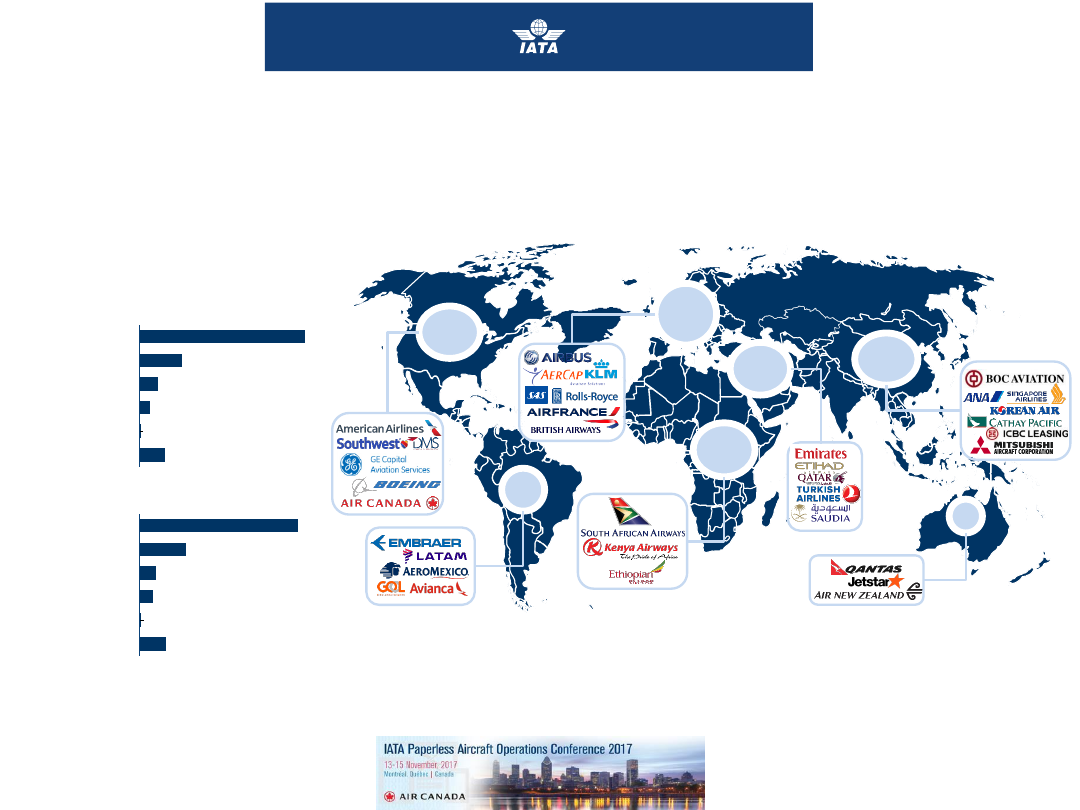 IATA
AIRBUS
AERCAP
KLM
SAS
Rolls-Royce
AIRFRANCE
BRITISH AIRWAYS
BOC AVIATION
ANA
SINGAPORE
AIRLINES
KOREAN AIR
CATHAY PACIFIC
ICBC LEASING
MITSUBISHI
AIRCRAFT CORPORATION
American Airlines
Southwest
DMS
GE Capital
Aviation Services
BOEING
AIR CANADA
Emirates
ETIHAD
QATAR
TURKISH
AIRLINES
السعودية
SAUDIA
SOUTH AFRICAN AIRWAYS
Kenya Airways
The Pride of Africa
Ethiopian
EMBRAER
LATAM
AEROMEXICO
GOL
Avianca
QANTAS
Jetstar
AIR NEW ZEALAND
IATA Paperless Aircraft Operations Conference 2017
13-15 November, 2017
Montréal, Québec | Canada
AIR CANADA